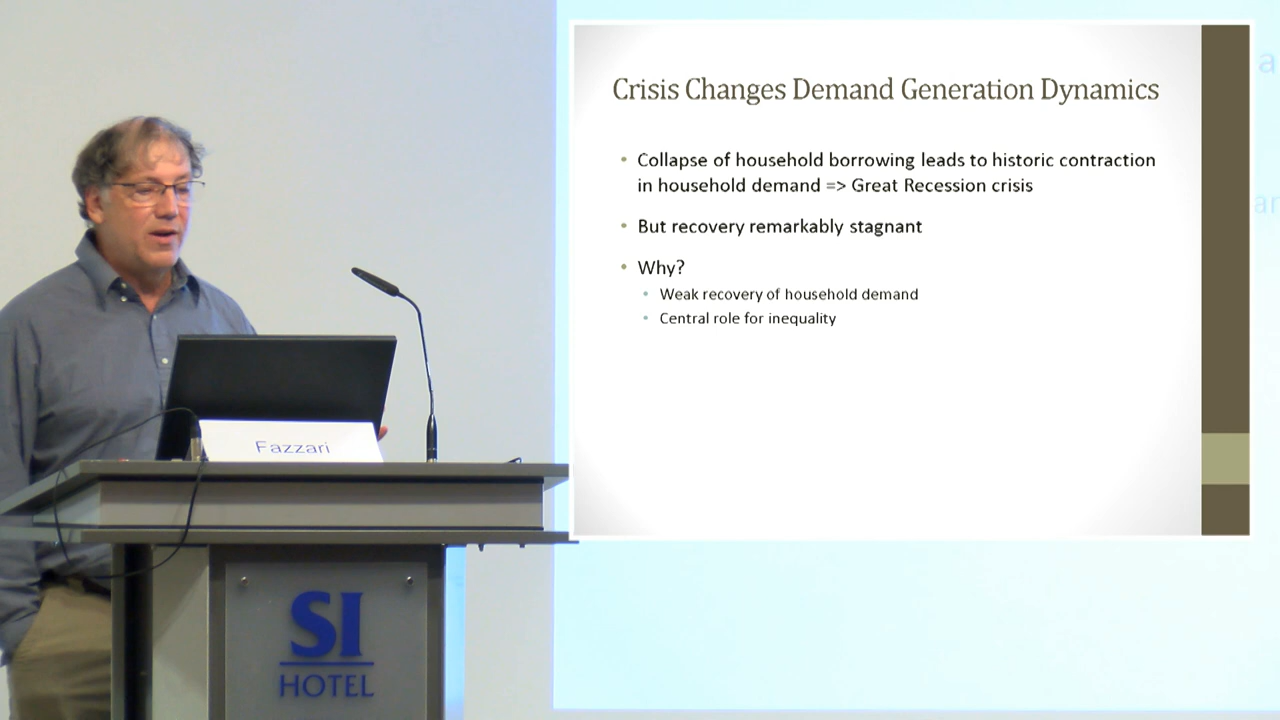 Crisis Changes Demand Generation Dynamics
• Collapse of household borrowing leads to historic contraction
in household demand => Great Recession crisis
• But recovery remarkably stagnant
• Why?
• Weak recovery of household demand
• Central role for inequality
Fazzari
SI
HOTEL